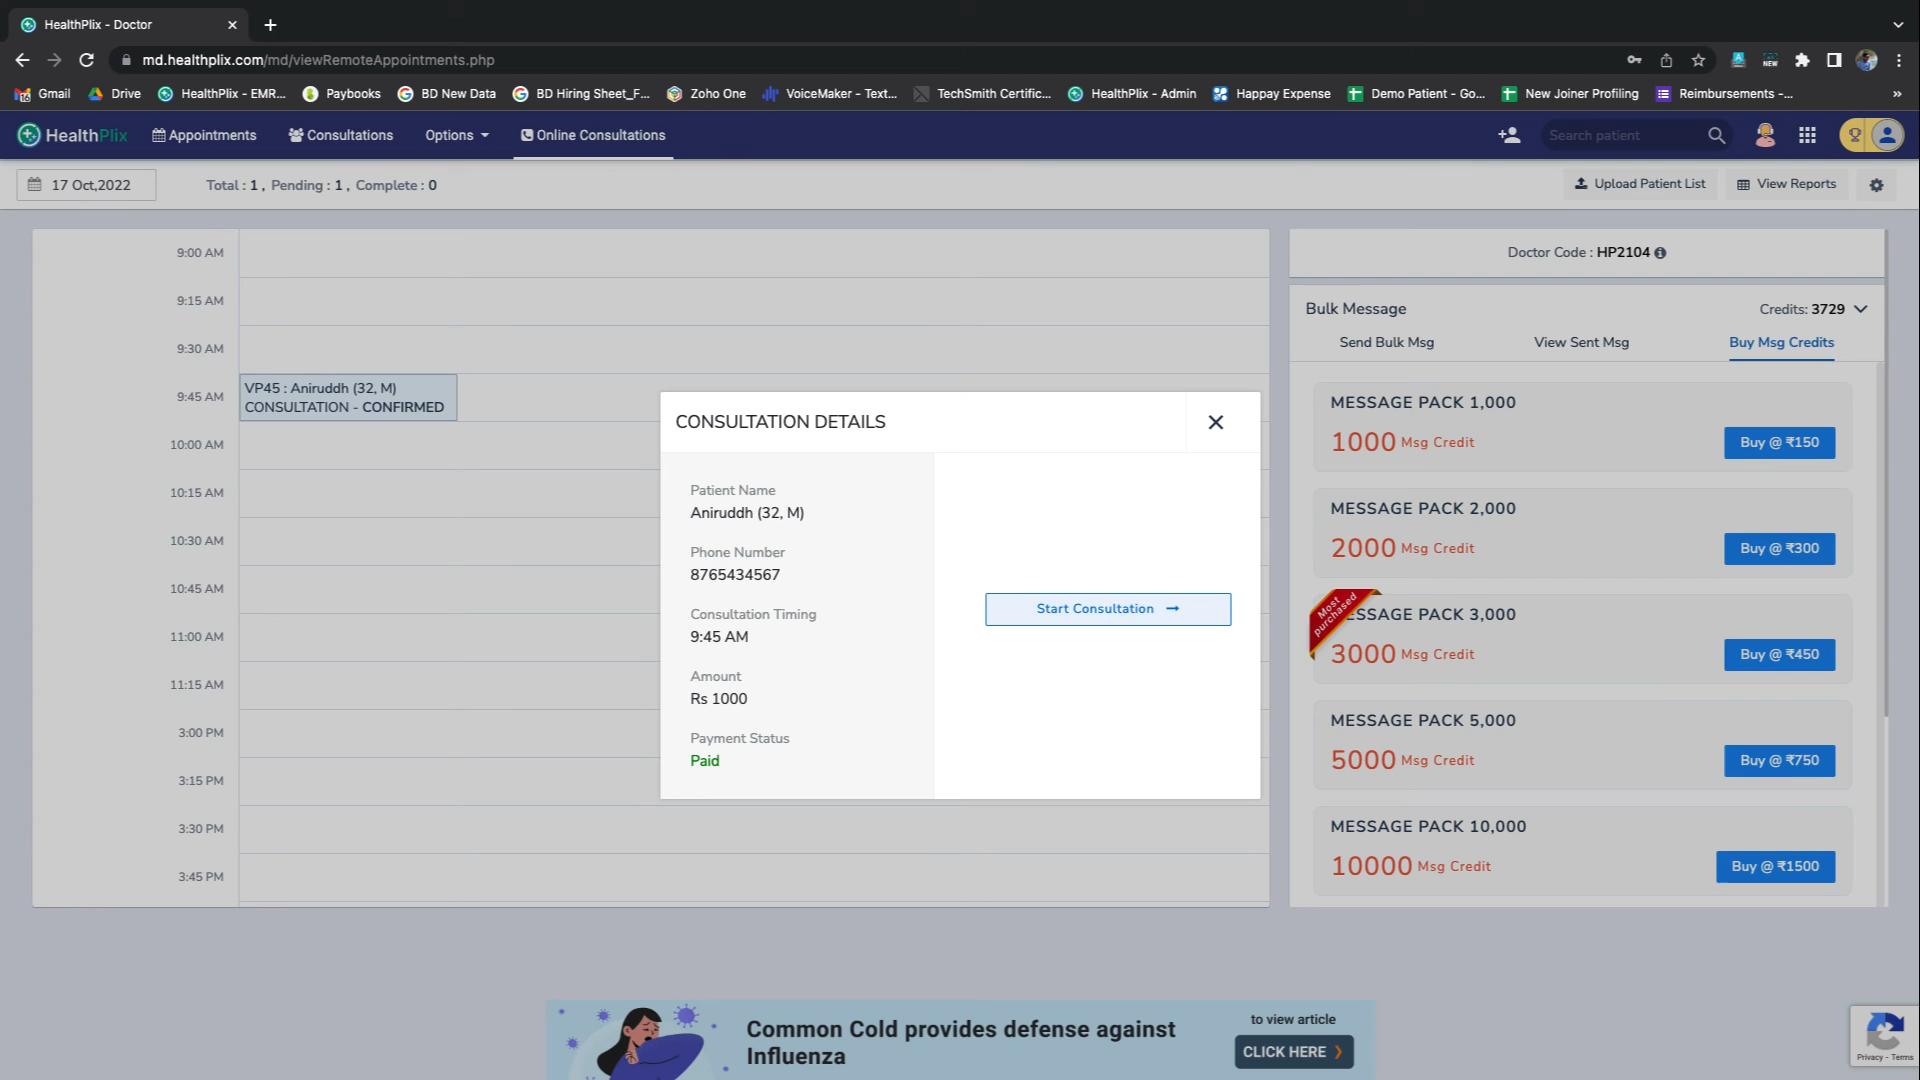 HealthPlix - Doctor
md.healthplix.com/md/viewRemoteAppointments.php
NEW
Gmail
Drive
HealthPlix - EMR...
Paybooks
BD New Data
BD Hiring Sheet_F...
Zoho One
VoiceMaker - Text...
TechSmith Certific...
HealthPlix - Admin
Happay Expense
Demo Patient - Go...
New Joiner Profiling
Reimbursements -...
»
HealthPlix
Appointments
Consultations
Options
Online Consultations
Search patient
17 Oct,2022
Total : 1 , Pending : 1 , Complete : 0
Upload Patient List
View Reports
9:00 AM
9:15 AM
9:30 AM
9:45 AM
VP45 : Aniruddh (32, M)
CONSULTATION - CONFIRMED
10:00 AM
10:15 AM
10:30 AM
10:45 AM
11:00 AM
11:15 AM
3:00 PM
3:15 PM
3:30 PM
3:45 PM
CONSULTATION DETAILS
Patient Name
Aniruddh (32, M)
Phone Number
8765434567
Consultation Timing
9:45 AM
Amount
Rs 1000
Payment Status
Paid
Start Consultation
Doctor Code : HP2104
Bulk Message
Credits: 3729
Send Bulk Msg
View Sent Msg
Buy Msg Credits
MESSAGE PACK 1,000
1000 Msg Credit
Buy @ ₹150
MESSAGE PACK 2,000
2000 Msg Credit
Buy @ ₹300
Most purchased
ESSAGE PACK 3,000
3000 Msg Credit
Buy @ ₹450
MESSAGE PACK 5,000
5000 Msg Credit
Buy @ ₹750
MESSAGE PACK 10,000
10000 Msg Credit
Buy @ ₹1500
Common Cold provides defense against
Influenza
to view article
CLICK HERE
Privacy - Terms